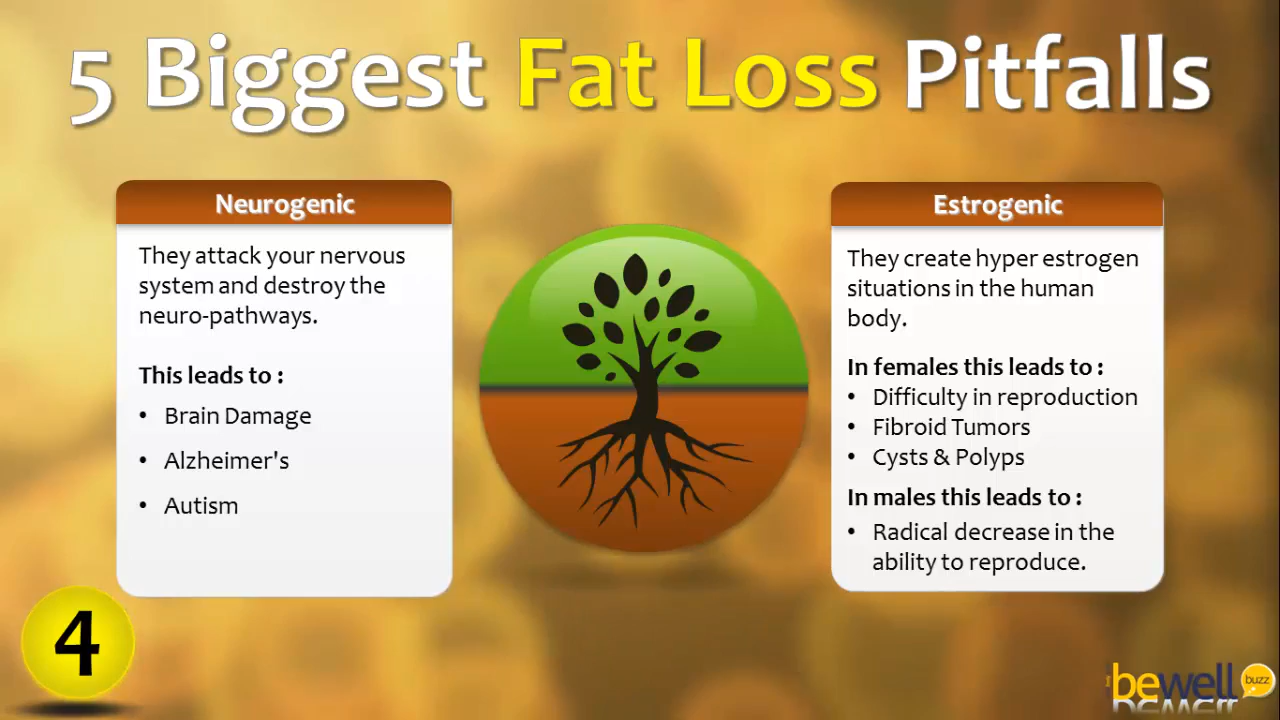 5 Biggest Fat Loss Pitfalls
Neurogenic
They attack your nervous
system and destroy the
neuro-pathways.
This leads to :
• Brain Damage
• Alzheimer's
• Autism
Estrogenic
They create hyper estrogen
situations in the human
body.
In females this leads to :
• Difficulty in reproduction
• Fibroid Tumors
• Cysts & Polyps
In males this leads to :
• Radical decrease in the
ability to reproduce.
4
bewell buzz